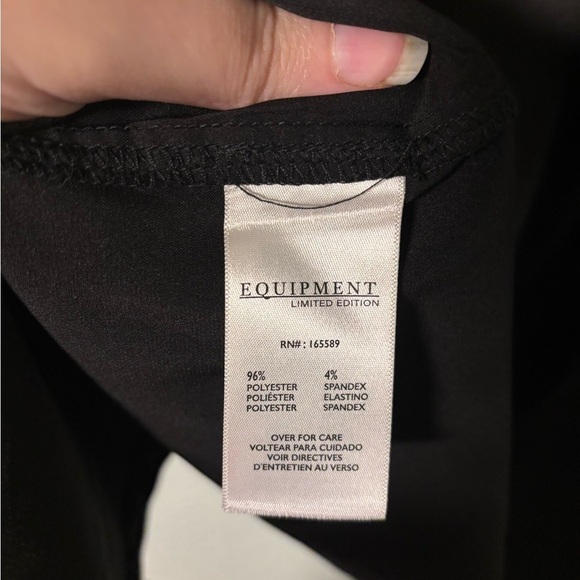 EQUIPMENT
LIMITED EDITION
RN#: 165589
96% 4%
POLYESTER SPANDEX
POLIÉSTER ELASTINO
POLYESTER SPANDEX
OVER FOR CARE
VOLTEAR PARA CUIDADO
VOIR DIRECTIVES
D'ENTRETIEN AU VERSO